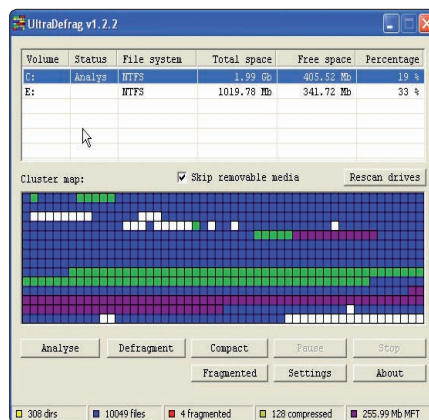 UltraDefrag v1.2.2
Volume Status File system Total space Free space Percentage
C: Analys NTFS 1.99 Gb 405.52 Mb 19 %
E: NTFS 1019.78 Mb 341.72 Mb 33 %
Cluster map: Skip removable media Rescan drives
Analyse Defragment Compact Pause Stop
Fragmented Settings About
308 dirs 10049 files 4 fragmented 128 compressed 255.99 Mb MFT